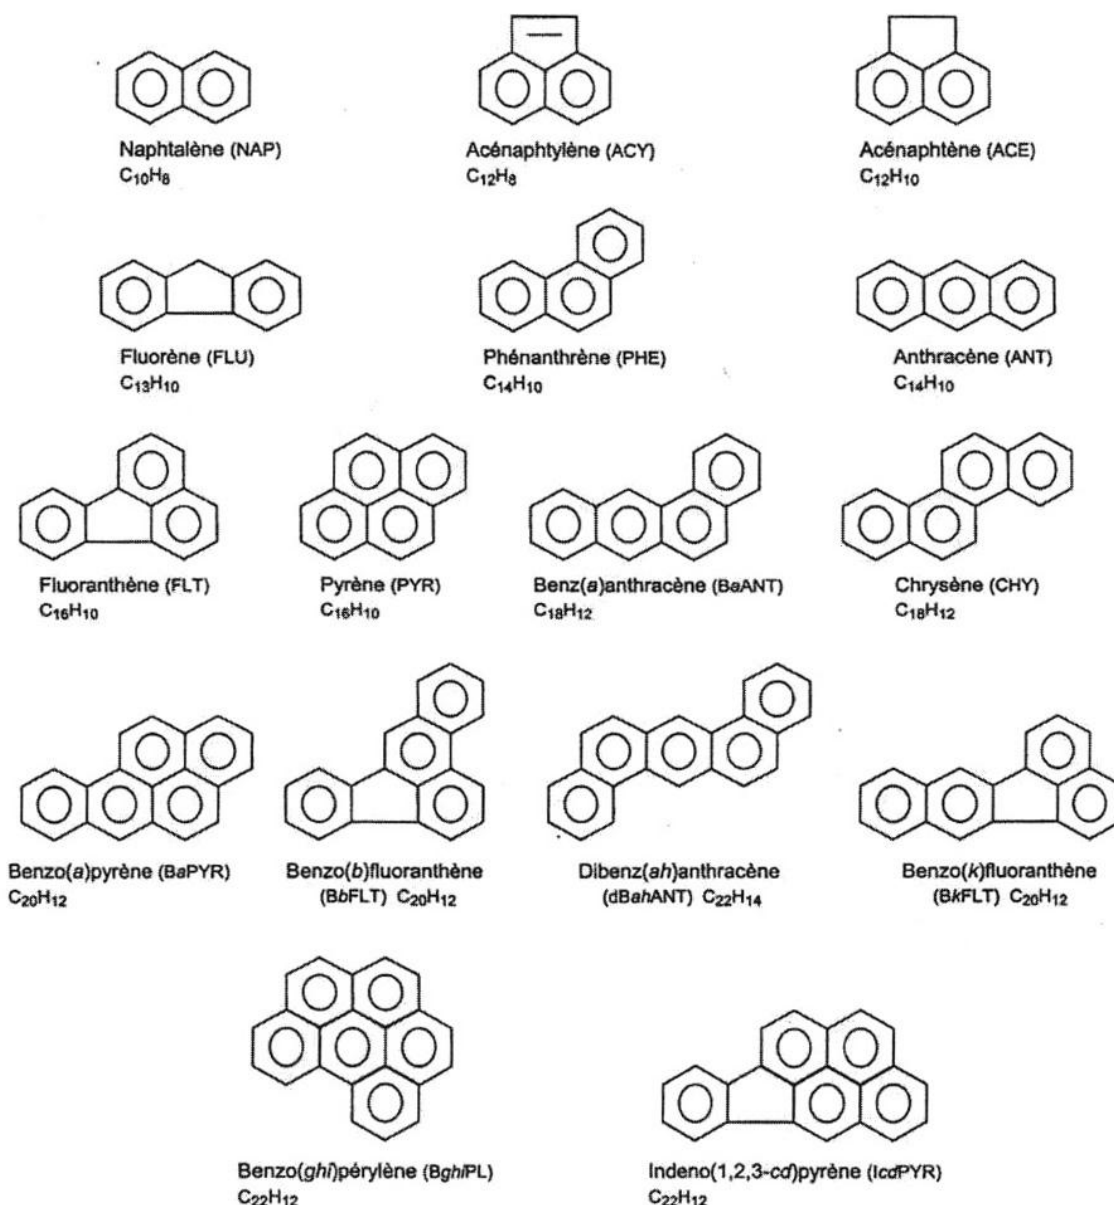 Naphtalène (NAP)
C₁₀H₈
Acénaphtylène (ACY)
C₁₂H₈
Acénaphtène (ACE)
C₁₂H₁₀
Fluorène (FLU)
C₁₃H₁₀
Phénanthrène (PHE)
C₁₄H₁₀
Anthracène (ANT)
C₁₄H₁₀
Fluoranthène (FLT)
C₁₆H₁₀
Pyrène (PYR)
C₁₆H₁₀
Benz(a)anthracène (BaANT)
C₁₈H₁₂
Chrysène (CHY)
C₁₈H₁₂
Benzo(a)pyrène (BaPYR)
C₂₀H₁₂
Benzo(b)fluoranthène
(BbFLT) C₂₀H₁₂
Dibenz(ah)anthracène
(dBahANT) C₂₂H₁₄
Benzo(k)fluoranthène
(BkFLT) C₂₀H₁₂
Benzo(ghi)pérylène (BghiPL)
C₂₂H₁₂
Indeno(1,2,3-cd)pyrène (IcdPYR)
C₂₂H₁₂